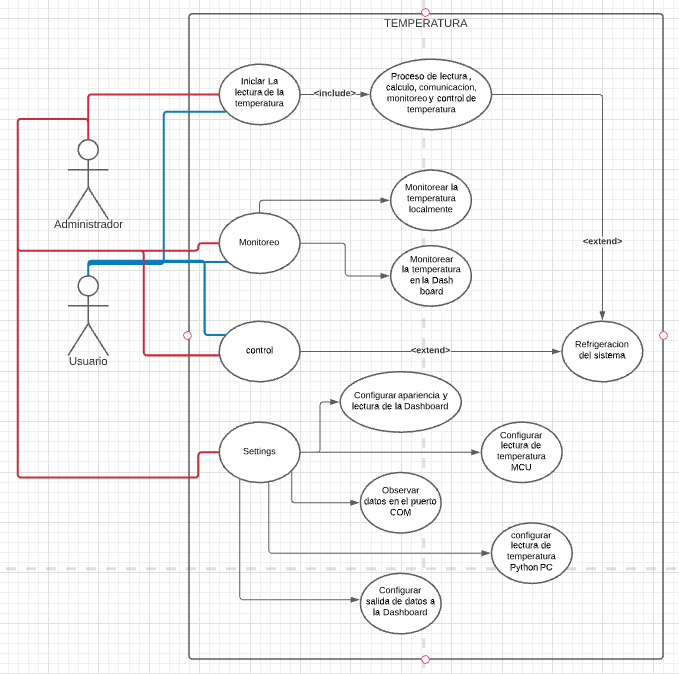 TEMPERATURA
Iniciar La
lectura de la
temperatura
<include>
Proceso de lectura,
calculo, comunicacion,
monitoreo y control de
temperatura
Administrador
Monitorear la
temperatura
localmente
Monitoreo
<extend>
Monitorear
la temperatura
en la Dash
board
Usuario
control
<extend>
Refrigeracion
del sistema
Configurar apariencia y
lectura de la Dashboard
Settings
Configurar
lectura de
temperatura
MCU
Observar
datos en el puerto
COM
configurar
lectura de
temperatura
Python PC
Configurar
salida de datos a
la Dashboard